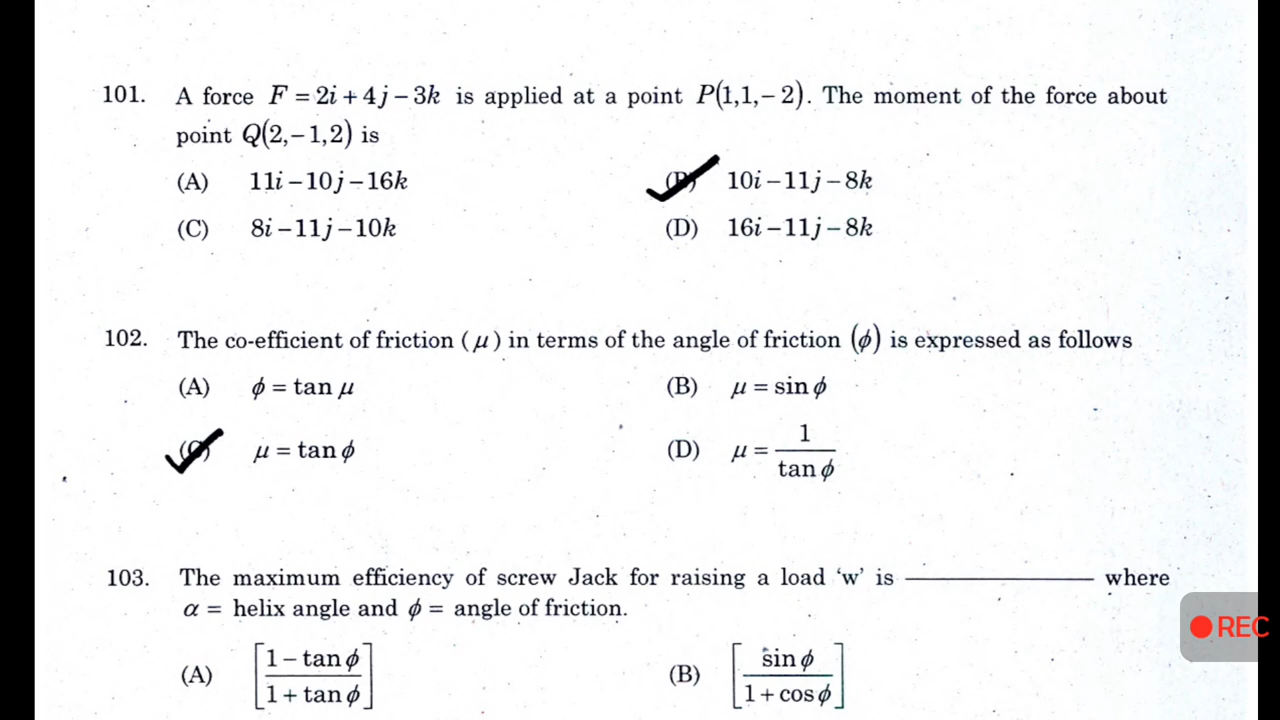 101. A force F = 2i + 4j − 3k is applied at a point P(1,1,− 2). The moment of the force about
point Q(2,− 1,2) is
(A) 11i − 10j − 16k (B) 10i − 11j − 8k
(C) 8i − 11j − 10k (D) 16i − 11j − 8k
102. The co-efficient of friction (μ) in terms of the angle of friction (ϕ) is expressed as follows
(A) ϕ = tan μ (B) μ = sin ϕ
(C) μ = tan ϕ (D) μ = 1/tan ϕ
103. The maximum efficiency of screw Jack for raising a load ‘w’ is ———— where
α = helix angle and ϕ = angle of friction.
(A) [1 − tan ϕ / 1 + tan ϕ] (B) [sin ϕ / 1 + cos ϕ]
REC